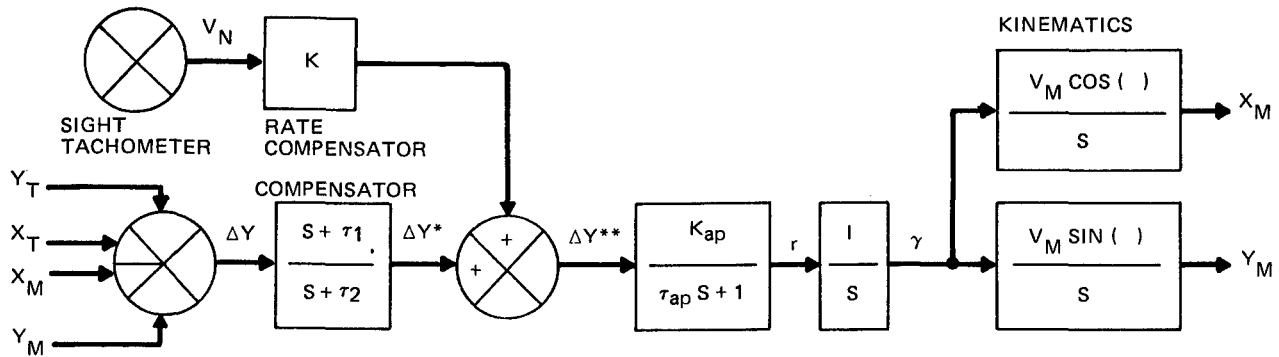 V_N
K
SIGHT
TACHOMETER
RATE
COMPENSATOR
KINEMATICS
V_M COS ( )
S
X_M
Y_T
X_T
X_M
Y_M
ΔY
COMPENSATOR
S + τ1
S + τ2
ΔY*
+
+
ΔY**
K_ap
τ_ap S + 1
r
I
S
γ
V_M SIN ( )
S
Y_M